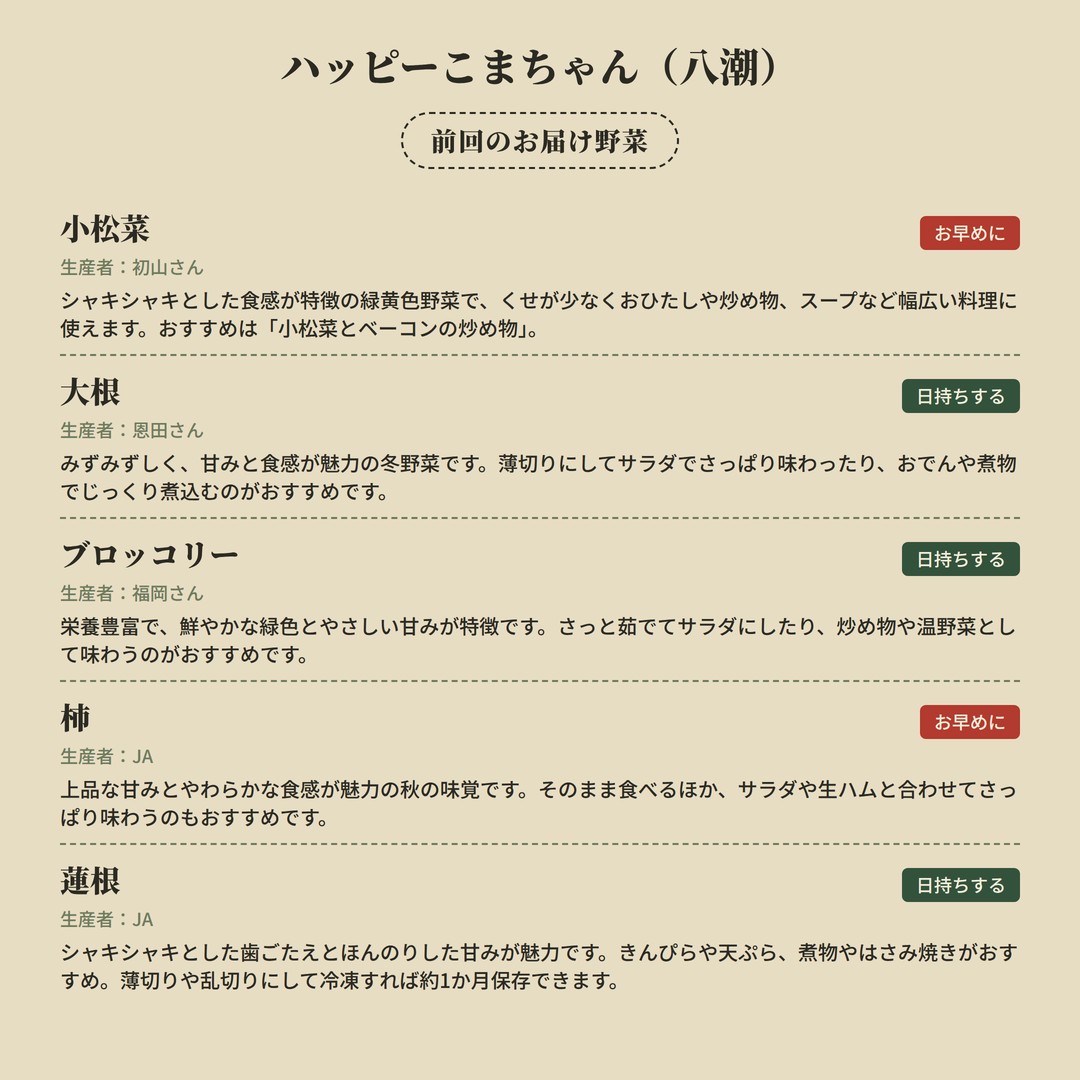 ハッピーこまちゃん（八潮）
前回のお届け野菜
小松菜
お早めに
生産者：初山さん
シャキシャキとした食感が特徴の緑黄色野菜で、くせが少なくおひたしや炒め物、スープなど幅広い料理に
使えます。おすすめは「小松菜とベーコンの炒め物」。
大根
日持ちする
生産者：恩田さん
みずみずしく、甘みと食感が魅力の冬野菜です。薄切りにしてサラダでさっぱり味わったり、おでんや煮物
でじっくり煮込むのがおすすめです。
ブロッコリー
日持ちする
生産者：福岡さん
栄養豊富で、鮮やかな緑色とやさしい甘みが特徴です。さっと茹でてサラダにしたり、炒め物や温野菜とし
て味わうのがおすすめです。
柿
お早めに
生産者：JA
上品な甘みとやわらかな食感が魅力の秋の味覚です。そのまま食べるほか、サラダや生ハムと合わせてさっ
ぱり味わうのもおすすめです。
蓮根
日持ちする
生産者：JA
シャキシャキとした歯ごたえとほんのりした甘みが魅力です。きんぴらや天ぷら、煮物やはさみ焼きがおす
すめ。薄切りや乱切りにして冷凍すれば約1か月保存できます。